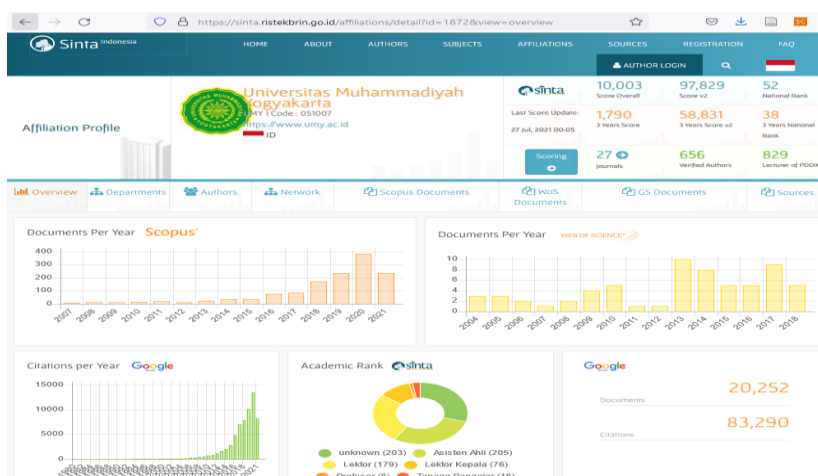 https://sinta.ristekbrin.go.id/affiliations/detail?id=1872&view=overview
Sinta Indonesia
HOME ABOUT AUTHORS SUBJECTS AFFILIATIONS SOURCES REGISTRATION FAQ
AUTHOR LOGIN
Affiliation Profile
Universitas Muhammadiyah
Yogyakarta
UMY | Code : 051007
https://www.umy.ac.id
ID
sinta
Last Score Update:
27 Jul, 2021 00:05
Scoring
10,003 97,829 52
Score Overall Score v2 National Rank
1,790 58,831 38
3 Years Score 3 Years Score v2 3 Years National
Rank
27 656 829
Journals Verified Authors Lecturer of PDDIK
Overview Departments Authors Network Scopus Documents WoS
Documents GS Documents Sources
Documents Per Year Scopus
400
300
200
100
0
2007 2008 2009 2010 2011 2012 2013 2014 2015 2016 2017 2018 2019 2020 2021
Documents Per Year WEB OF SCIENCE
10
8
6
4
2
0
2004 2005 2006 2007 2008 2009 2010 2011 2012 2013 2014 2015 2016 2017 2018
Citations per Year Google
15000
10000
5000
0
Academic Rank sinta
unknown (203) Asisten Ahli (205)
Lektor (179) Lektor Kepala (76)
Google
Documents 20,252
Citations 83,290